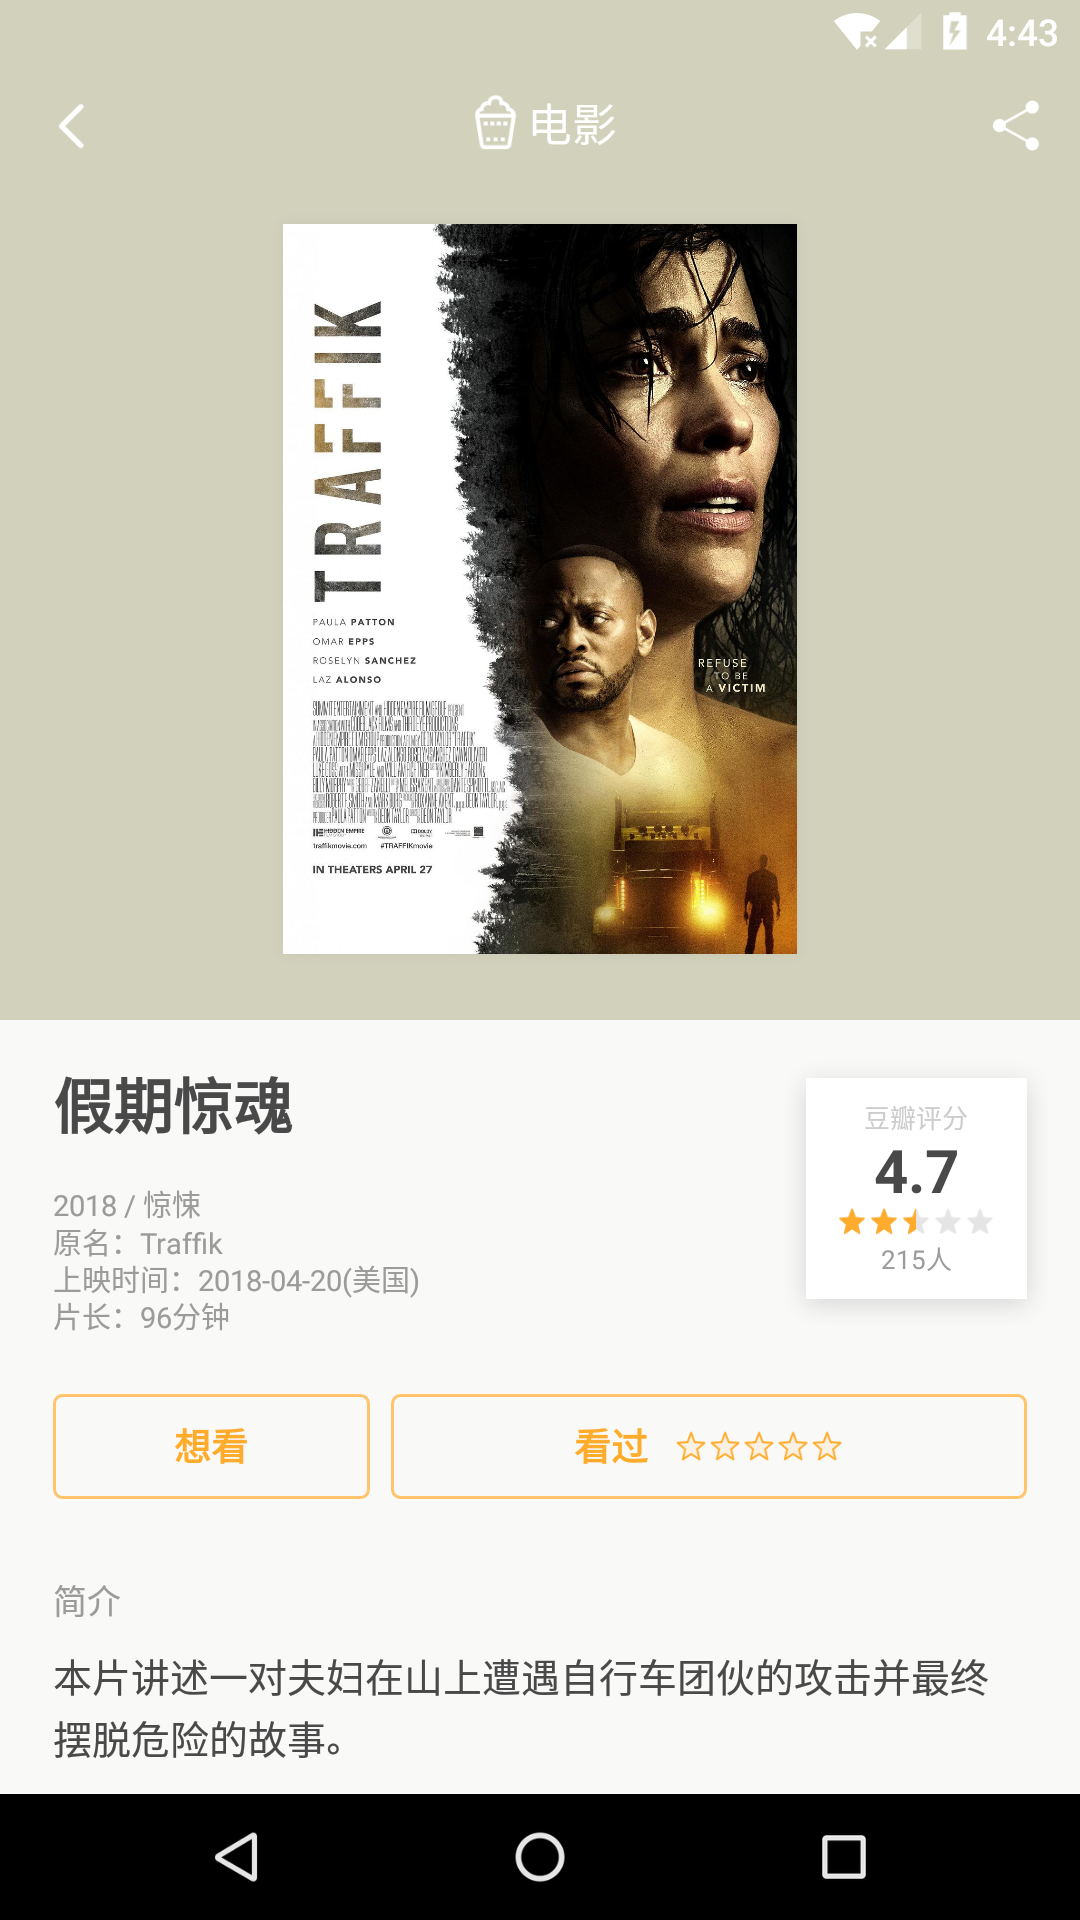 4:43
电影
TRAFFIK
PAULA PATTON
OMAR EPPS
ROSELYN SANCHEZ
LAZ ALONSO
REFUSE
TO BE
A VICTIM
HIDDEN EMPIRE
traffikmovie.com #TRAFFIKmovie
IN THEATERS APRIL 27
假期惊魂
2018 / 惊悚
原名：Traffik
上映时间：2018-04-20(美国)
片长：96分钟
豆瓣评分
4.7
215人
想看
看过
简介
本片讲述一对夫妇在山上遭遇自行车团伙的攻击并最终
摆脱危险的故事。